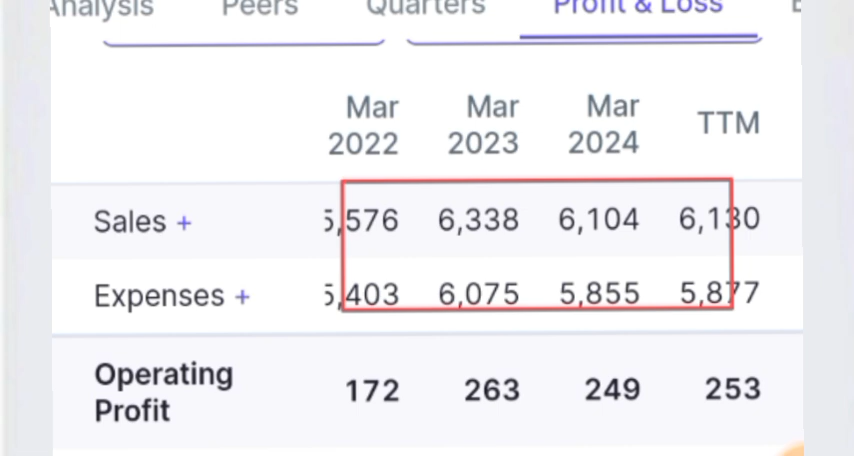 Analysis Peers Quarters Profit & Loss
Mar 2022 Mar 2023 Mar 2024 TTM
Sales + 5,576 6,338 6,104 6,130
Expenses + 5,403 6,075 5,855 5,877
Operating Profit 172 263 249 253